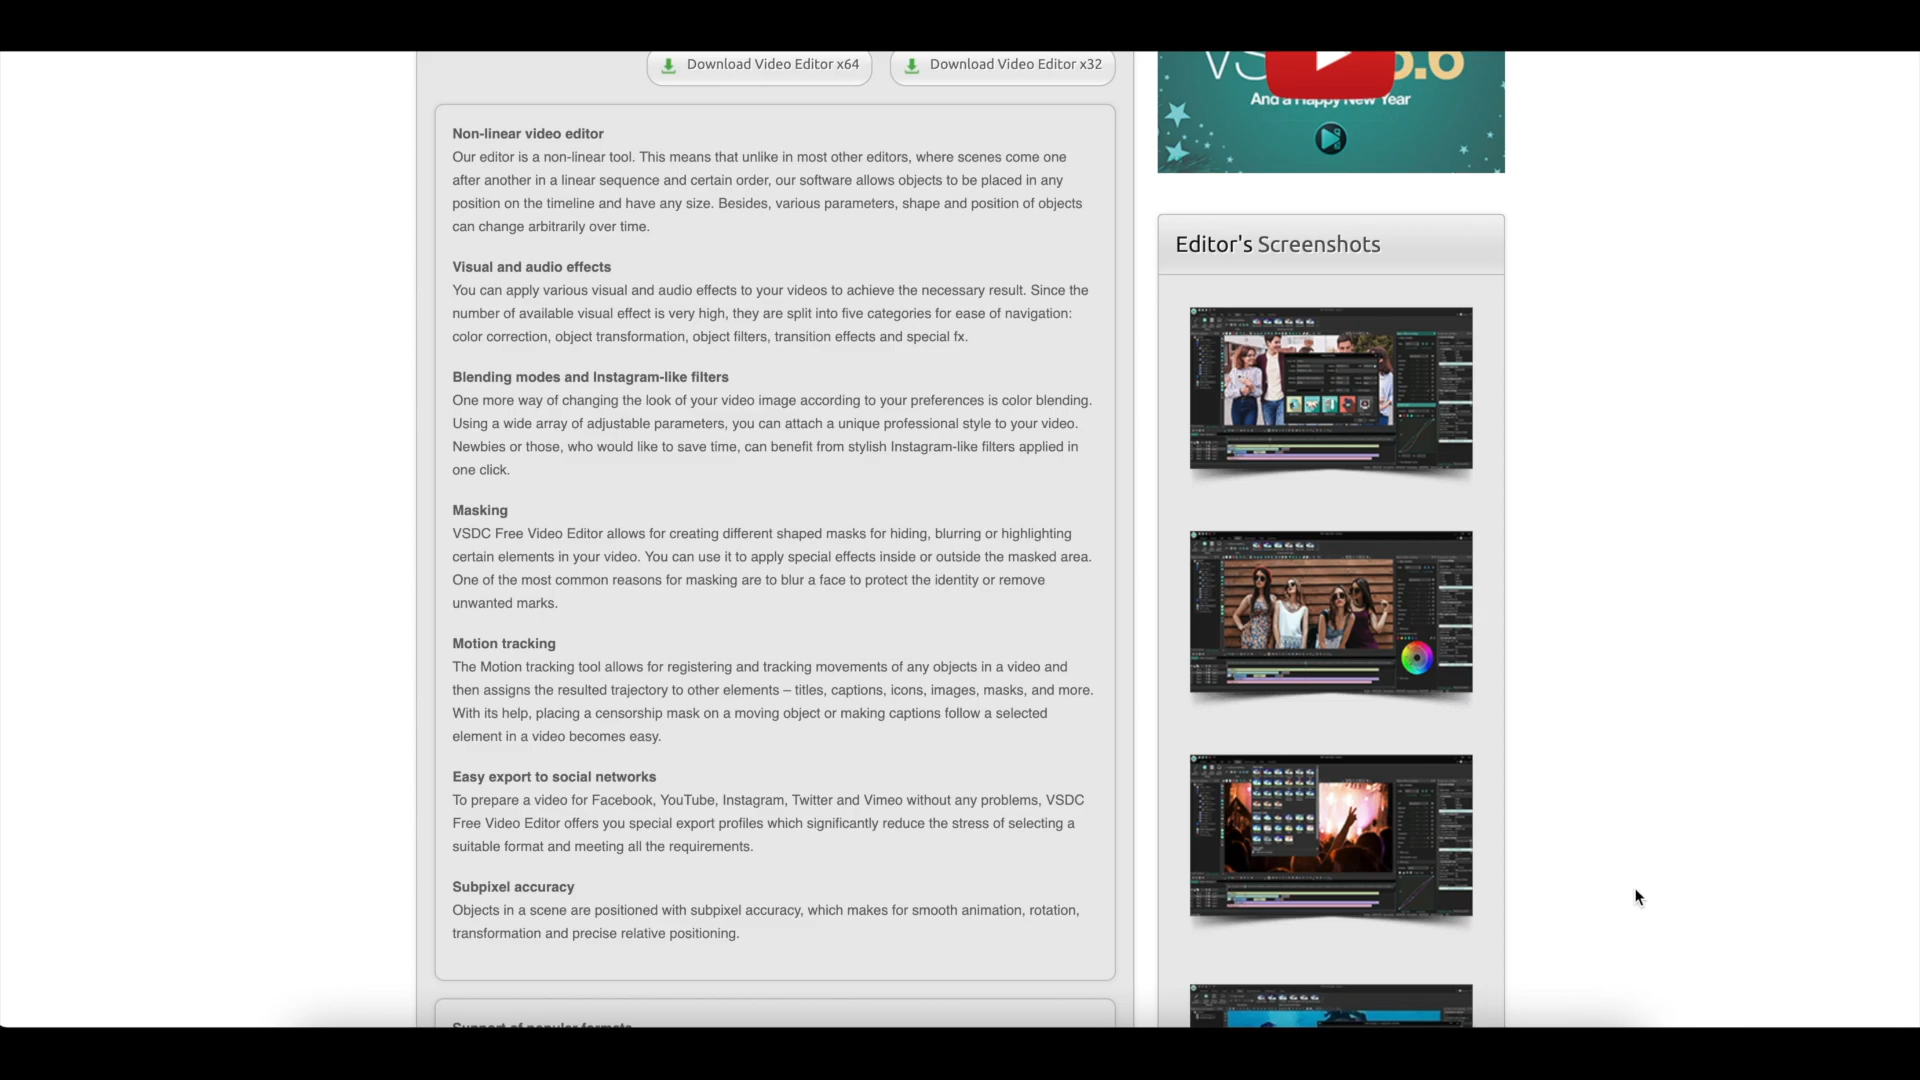 Download Video Editor x64
Download Video Editor x32
Non-linear video editor
Our editor is a non-linear tool. This means that unlike in most other editors, where scenes come one
after another in a linear sequence and certain order, our software allows objects to be placed in any
position on the timeline and have any size. Besides, various parameters, shape and position of objects
can change arbitrarily over time.
Visual and audio effects
You can apply various visual and audio effects to your videos to achieve the necessary result. Since the
number of available visual effect is very high, they are split into five categories for ease of navigation:
color correction, object transformation, object filters, transition effects and special fx.
Blending modes and Instagram-like filters
One more way of changing the look of your video image according to your preferences is color blending.
Using a wide array of adjustable parameters, you can attach a unique professional style to your video.
Newbies or those, who would like to save time, can benefit from stylish Instagram-like filters applied in
one click.
Masking
VSDC Free Video Editor allows for creating different shaped masks for hiding, blurring or highlighting
certain elements in your video. You can use it to apply special effects inside or outside the masked area.
One of the most common reasons for masking are to blur a face to protect the identity or remove
unwanted marks.
Motion tracking
The Motion tracking tool allows for registering and tracking movements of any objects in a video and
then assigns the resulted trajectory to other elements – titles, captions, icons, images, masks, and more.
With its help, placing a censorship mask on a moving object or making captions follow a selected
element in a video becomes easy.
Easy export to social networks
To prepare a video for Facebook, YouTube, Instagram, Twitter and Vimeo without any problems, VSDC
Free Video Editor offers you special export profiles which significantly reduce the stress of selecting a
suitable format and meeting all the requirements.
Subpixel accuracy
Objects in a scene are positioned with subpixel accuracy, which makes for smooth animation, rotation,
transformation and precise relative positioning.
Support of popular formats
And a Happy New Year
Editor's Screenshots